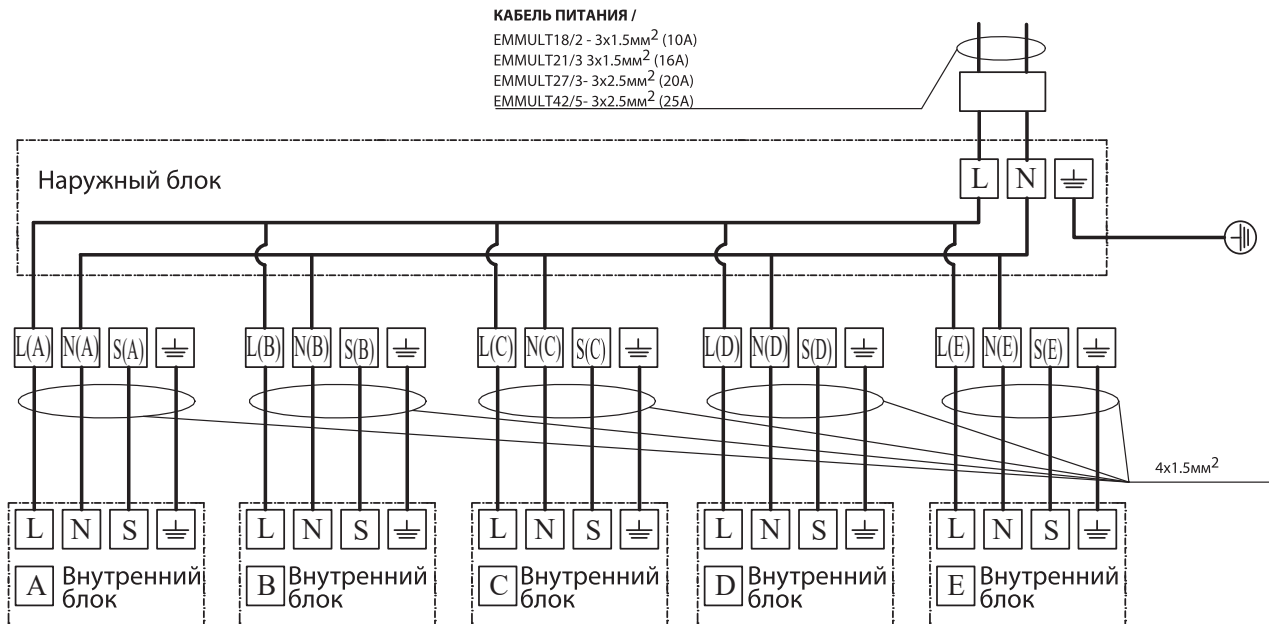 КАБЕЛЬ ПИТАНИЯ /
EMMULT18/2 - 3x1.5мм² (10A)
EMMULT21/3 3x1.5мм² (16A)
EMMULT27/3- 3x2.5мм² (20A)
EMMULT42/5- 3x2.5мм² (25A)
Наружный блок
L N
L(A) N(A) S(A) L(B) N(B) S(B) L(C) N(C) S(C) L(D) N(D) S(D) L(E) N(E) S(E)
4x1.5мм²
L N S L N S L N S L N S L N S
A Внутренний
блок
B Внутренний
блок
C Внутренний
блок
D Внутренний
блок
E Внутренний
блок